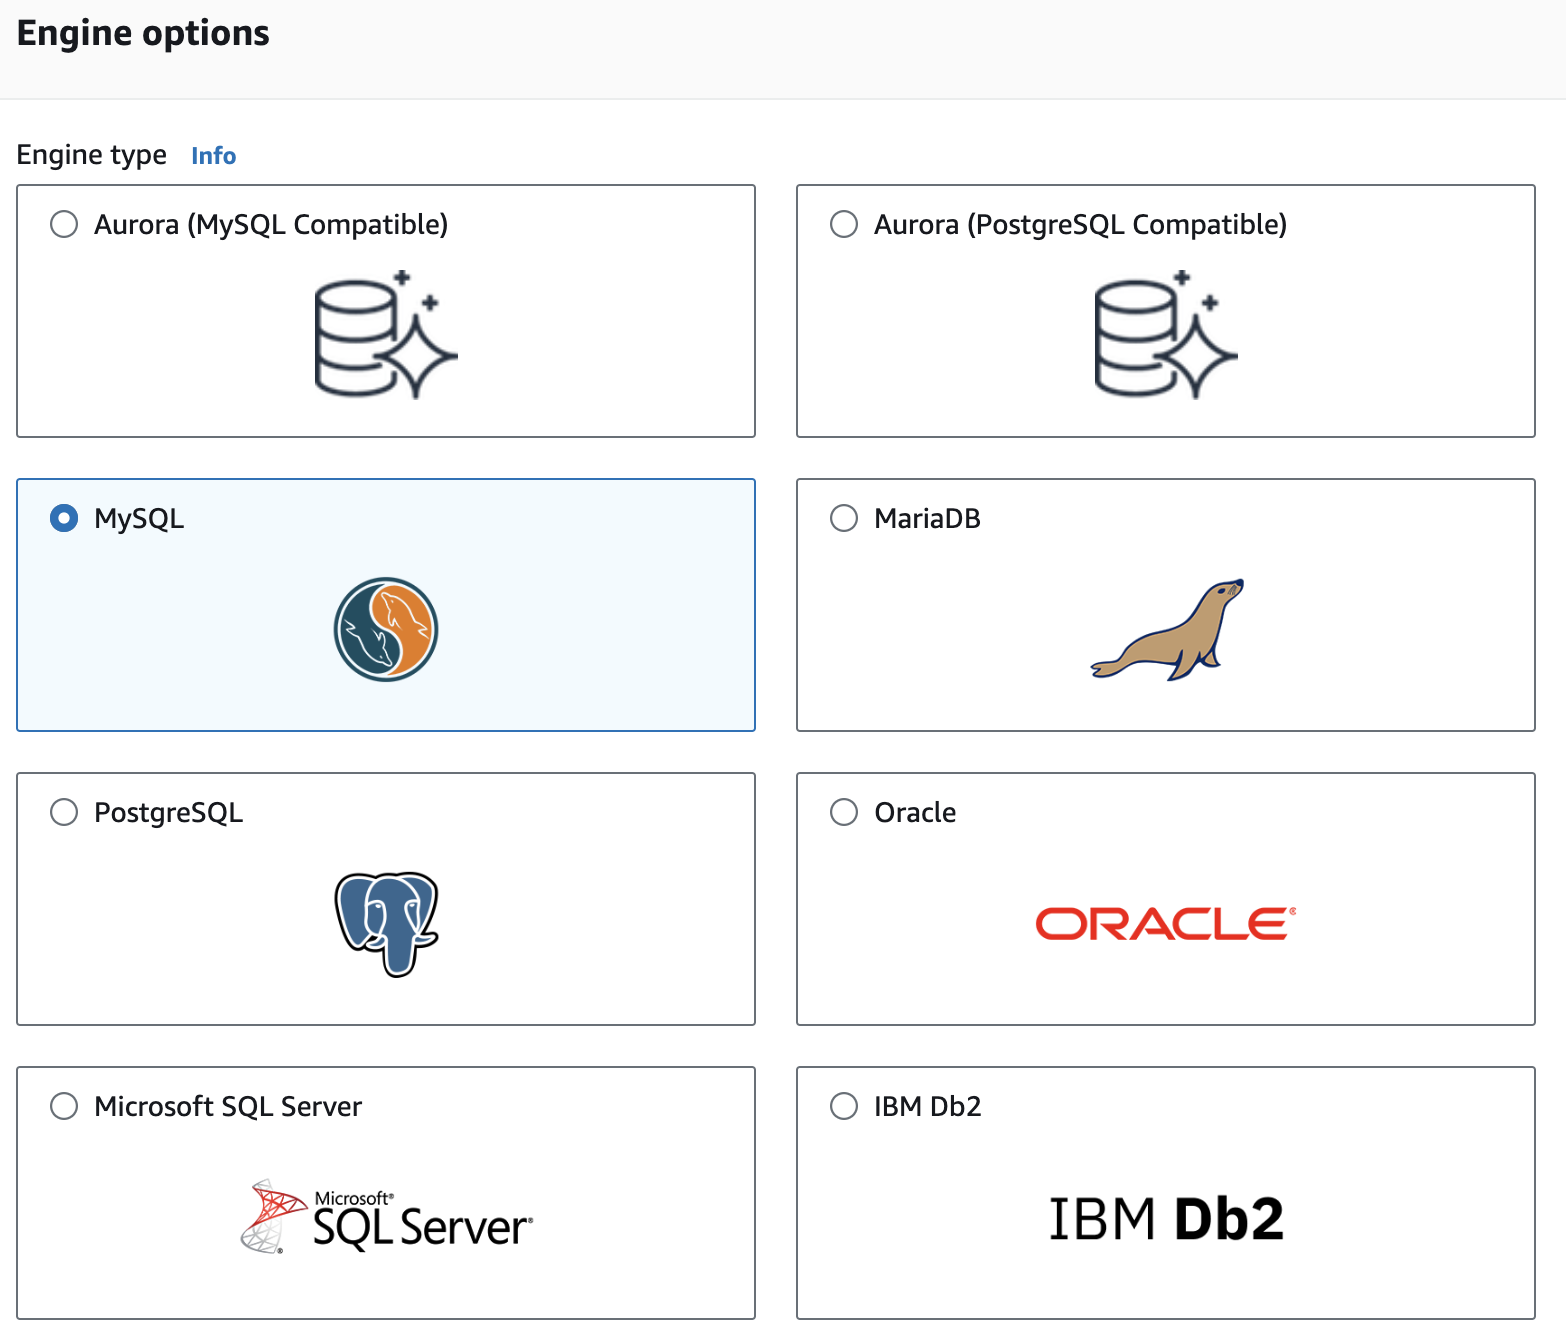 Engine options
Engine type Info
Aurora (MySQL Compatible)
Aurora (PostgreSQL Compatible)
MySQL
MariaDB
PostgreSQL
Oracle
ORACLE®
Microsoft SQL Server
Microsoft®
SQL Server®
IBM Db2
IBM Db2